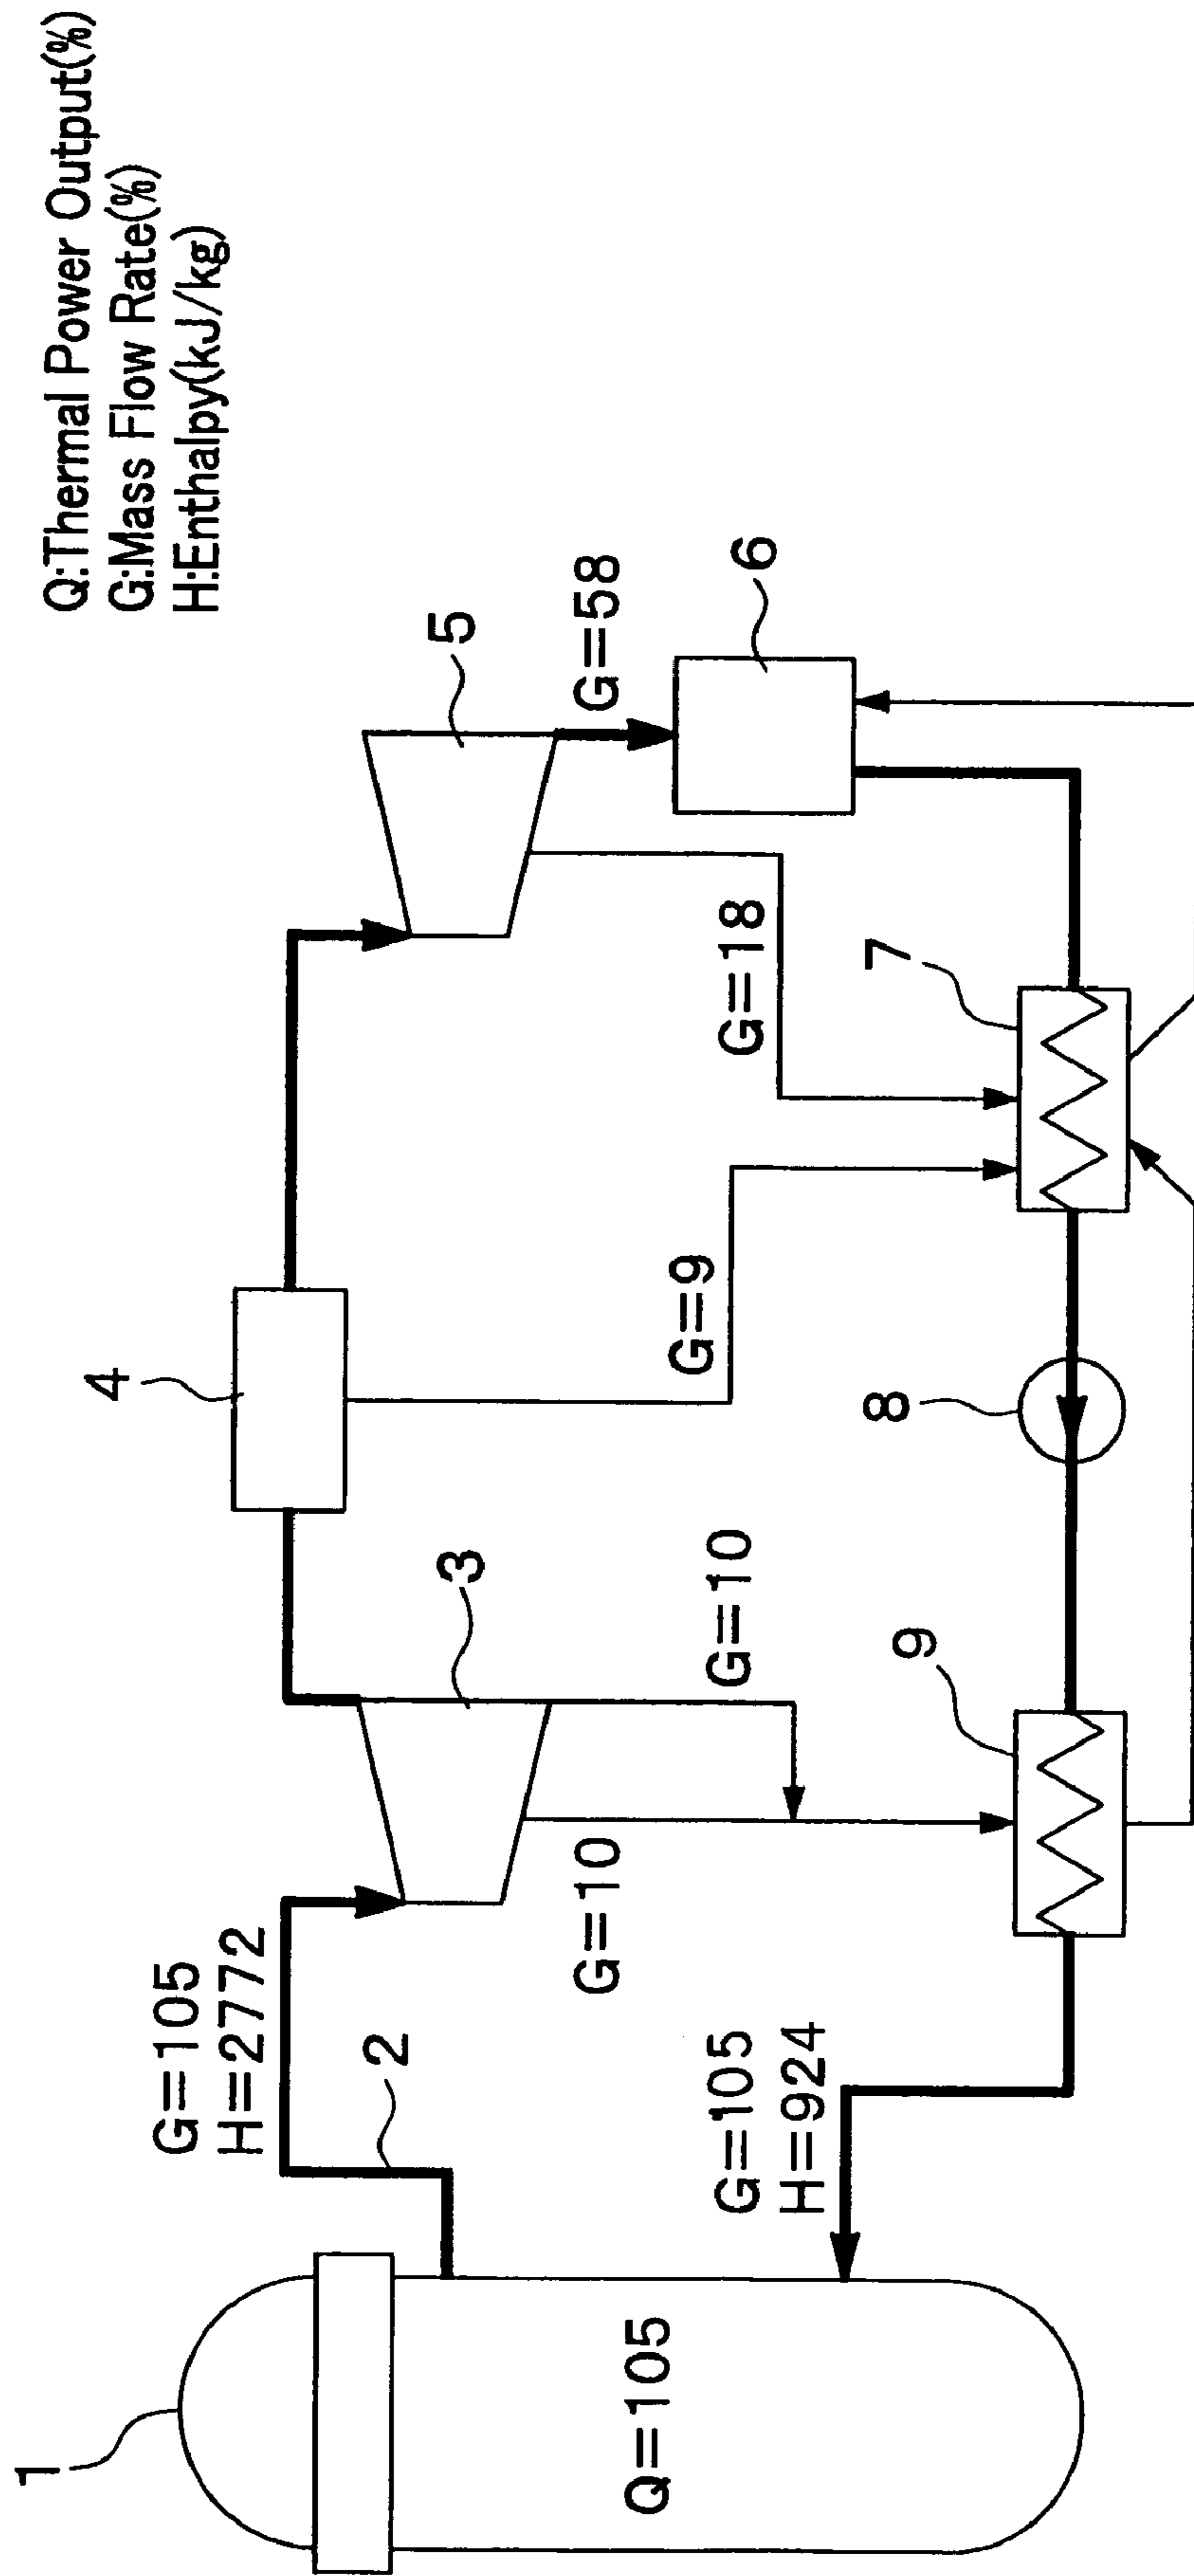 Q:Thermal Power Output(%)
G:Mass Flow Rate(%)
H:Enthalpy(kJ/kg)
1
Q=105
2
G=105
H=2772
G=105
H=924
3
G=10
G=10
9
4
G=9
8
5
G=58
G=18
7
6